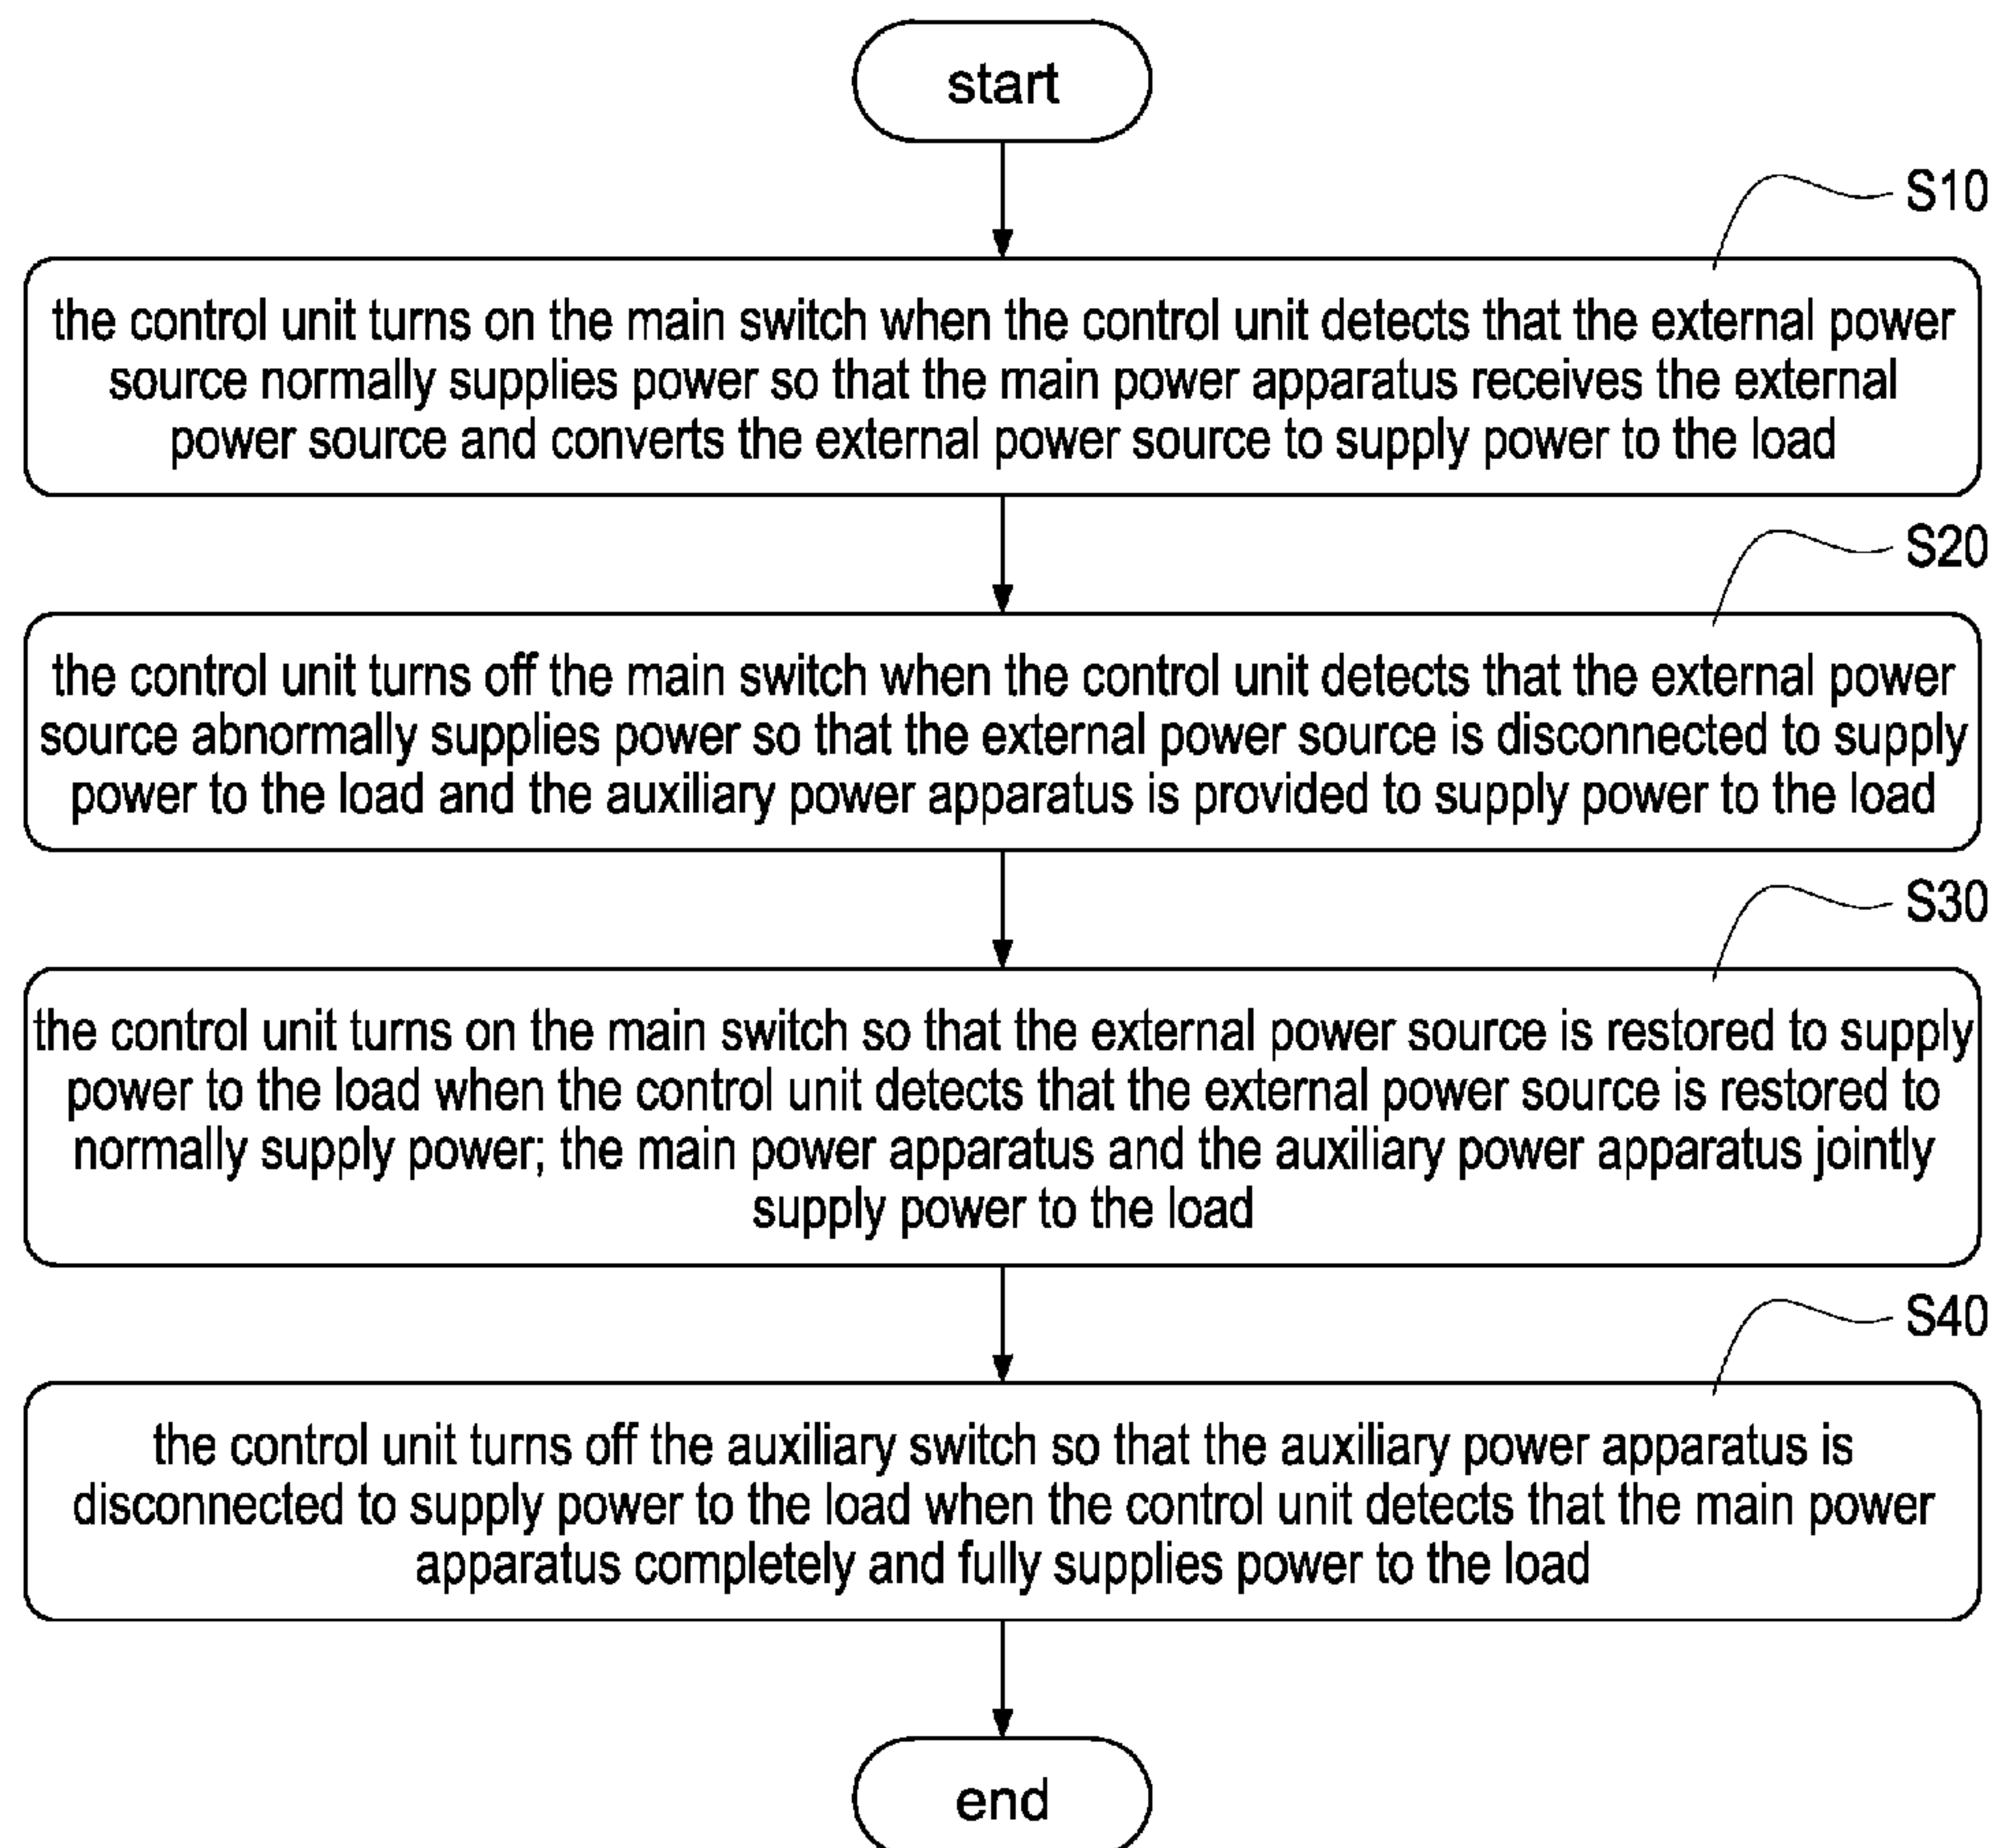 start
S10
the control unit turns on the main switch when the control unit detects that the external power
source normally supplies power so that the main power apparatus receives the external
power source and converts the external power source to supply power to the load
S20
the control unit turns off the main switch when the control unit detects that the external power
source abnormally supplies power so that the external power source is disconnected to supply
power to the load and the auxiliary power apparatus is provided to supply power to the load
S30
the control unit turns on the main switch so that the external power source is restored to supply
power to the load when the control unit detects that the external power source is restored to
normally supply power; the main power apparatus and the auxiliary power apparatus jointly
supply power to the load
S40
the control unit turns off the auxiliary switch so that the auxiliary power apparatus is
disconnected to supply power to the load when the control unit detects that the main power
apparatus completely and fully supplies power to the load
end